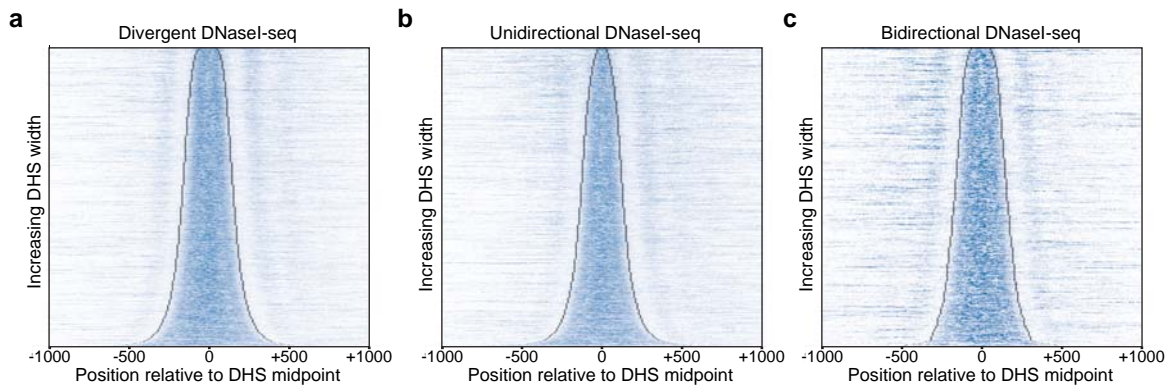 a
Divergent DNaseI-seq
Increasing DHS width
-1000 -500 0 +500 +1000
Position relative to DHS midpoint
b
Unidirectional DNaseI-seq
Increasing DHS width
-1000 -500 0 +500 +1000
Position relative to DHS midpoint
c
Bidirectional DNaseI-seq
Increasing DHS width
-1000 -500 0 +500 +1000
Position relative to DHS midpoint